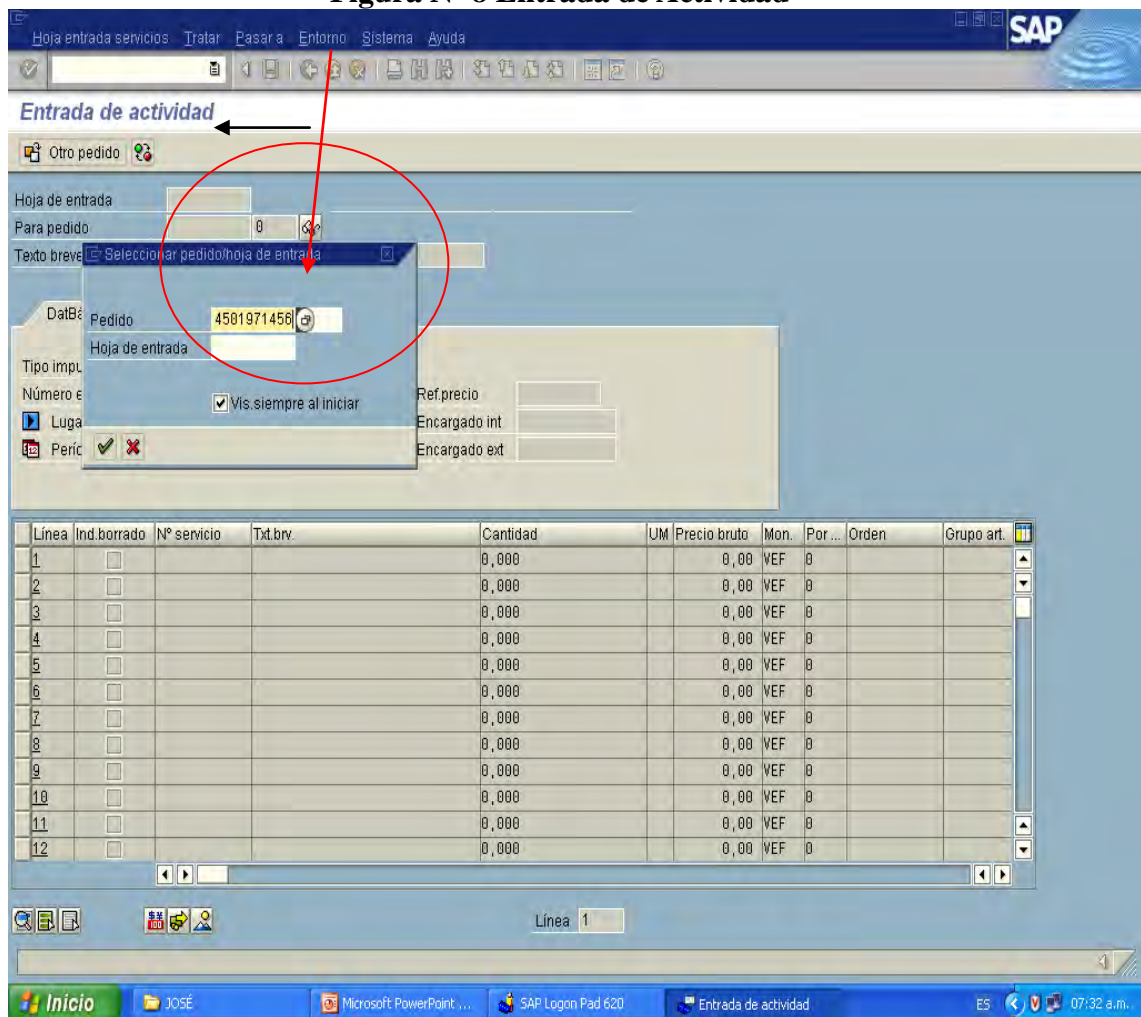 Figura N° 8 Entrada de Actividad
Hoja entrada servicios Tratar Pasar a Entorno Sistema Ayuda
SAP
Entrada de actividad
Otro pedido
Hoja de entrada
Para pedido 0
Texto breve
Seleccionar pedido/hoja de entrada
Pedido 4501971456
Hoja de entrada
Vis.siempre al iniciar
Ref.precio
Encargado int
Encargado ext
Línea Ind.borrado Nº servicio Txt.brv. Cantidad UM Precio bruto Mon. Por ... Orden Grupo art.
1 0,000 0,00 VEF 0
2 0,000 0,00 VEF 0
3 0,000 0,00 VEF 0
4 0,000 0,00 VEF 0
5 0,000 0,00 VEF 0
6 0,000 0,00 VEF 0
7 0,000 0,00 VEF 0
8 0,000 0,00 VEF 0
9 0,000 0,00 VEF 0
10 0,000 0,00 VEF 0
11 0,000 0,00 VEF 0
12 0,000 0,00 VEF 0
Línea 1
Inicio JOSÉ Microsoft PowerPoint ... SAP Logon Pad 620 Entrada de actividad ES 07:32 a.m.